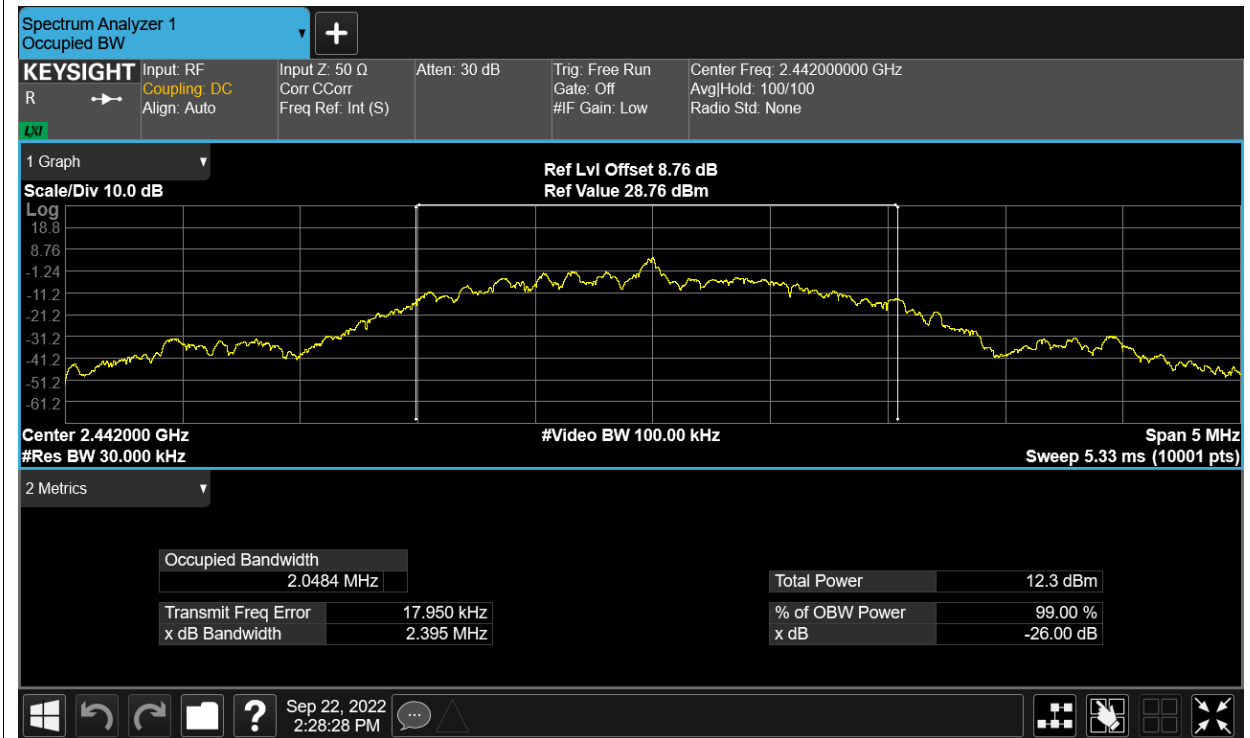 Spectrum Analyzer 1
Occupied BW
KEYSIGHT
R
LXI
Input: RF
Coupling: DC
Align: Auto
Input Z: 50 Ω
Corr CCorr
Freq Ref: Int (S)
Atten: 30 dB
Trig: Free Run
Gate: Off
#IF Gain: Low
Center Freq: 2.442000000 GHz
Avg|Hold: 100/100
Radio Std: None
1 Graph
Scale/Div 10.0 dB
Ref Lvl Offset 8.76 dB
Ref Value 28.76 dBm
Log
18.8
8.76
-1.24
-11.2
-21.2
-31.2
-41.2
-51.2
-61.2
Center 2.442000 GHz
#Video BW 100.00 kHz
Span 5 MHz
#Res BW 30.000 kHz
Sweep 5.33 ms (10001 pts)
2 Metrics
Occupied Bandwidth
2.0484 MHz
Transmit Freq Error 17.950 kHz
x dB Bandwidth 2.395 MHz
Total Power 12.3 dBm
% of OBW Power 99.00 %
x dB -26.00 dB
?
Sep 22, 2022
2:28:28 PM